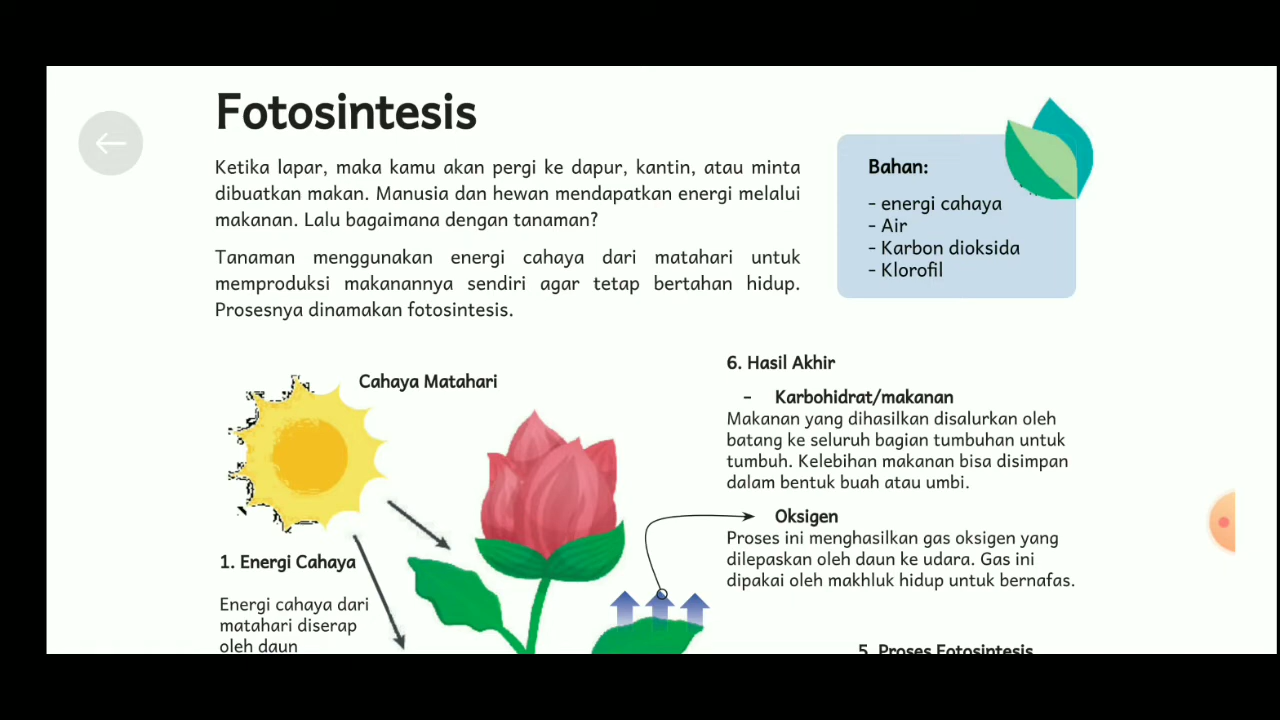 Fotosintesis
Ketika lapar, maka kamu akan pergi ke dapur, kantin, atau minta
dibuatkan makan. Manusia dan hewan mendapatkan energi melalui
makanan. Lalu bagaimana dengan tanaman?
Tanaman menggunakan energi cahaya dari matahari untuk
memproduksi makanannya sendiri agar tetap bertahan hidup.
Prosesnya dinamakan fotosintesis.
Bahan:
- energi cahaya
- Air
- Karbon dioksida
- Klorofil
Cahaya Matahari
1. Energi Cahaya
Energi cahaya dari
matahari diserap
oleh daun
6. Hasil Akhir
- Karbohidrat/makanan
Makanan yang dihasilkan disalurkan oleh
batang ke seluruh bagian tumbuhan untuk
tumbuh. Kelebihan makanan bisa disimpan
dalam bentuk buah atau umbi.
Oksigen
Proses ini menghasilkan gas oksigen yang
dilepaskan oleh daun ke udara. Gas ini
dipakai oleh makhluk hidup untuk bernafas.
5. Proses Fotosintesis